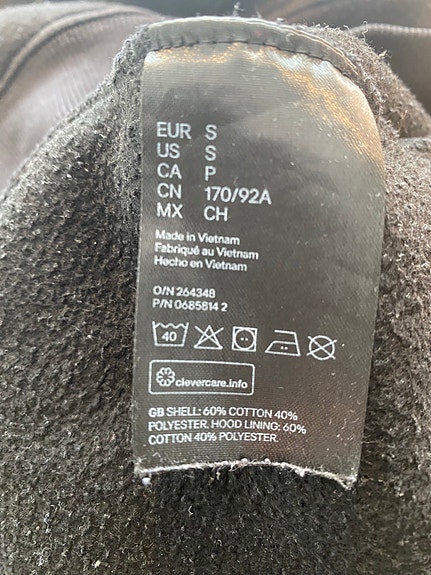 EUR S
US S
CA P
CN 170/92A
MX CH
Made in Vietnam
Fabriqué au Vietnam
Hecho en Vietnam
O/N 264348
P/N 0685814 2
40
clevercare.info
GB SHELL: 60% COTTON 40%
POLYESTER. HOOD LINING: 60%
COTTON 40% POLYESTER.